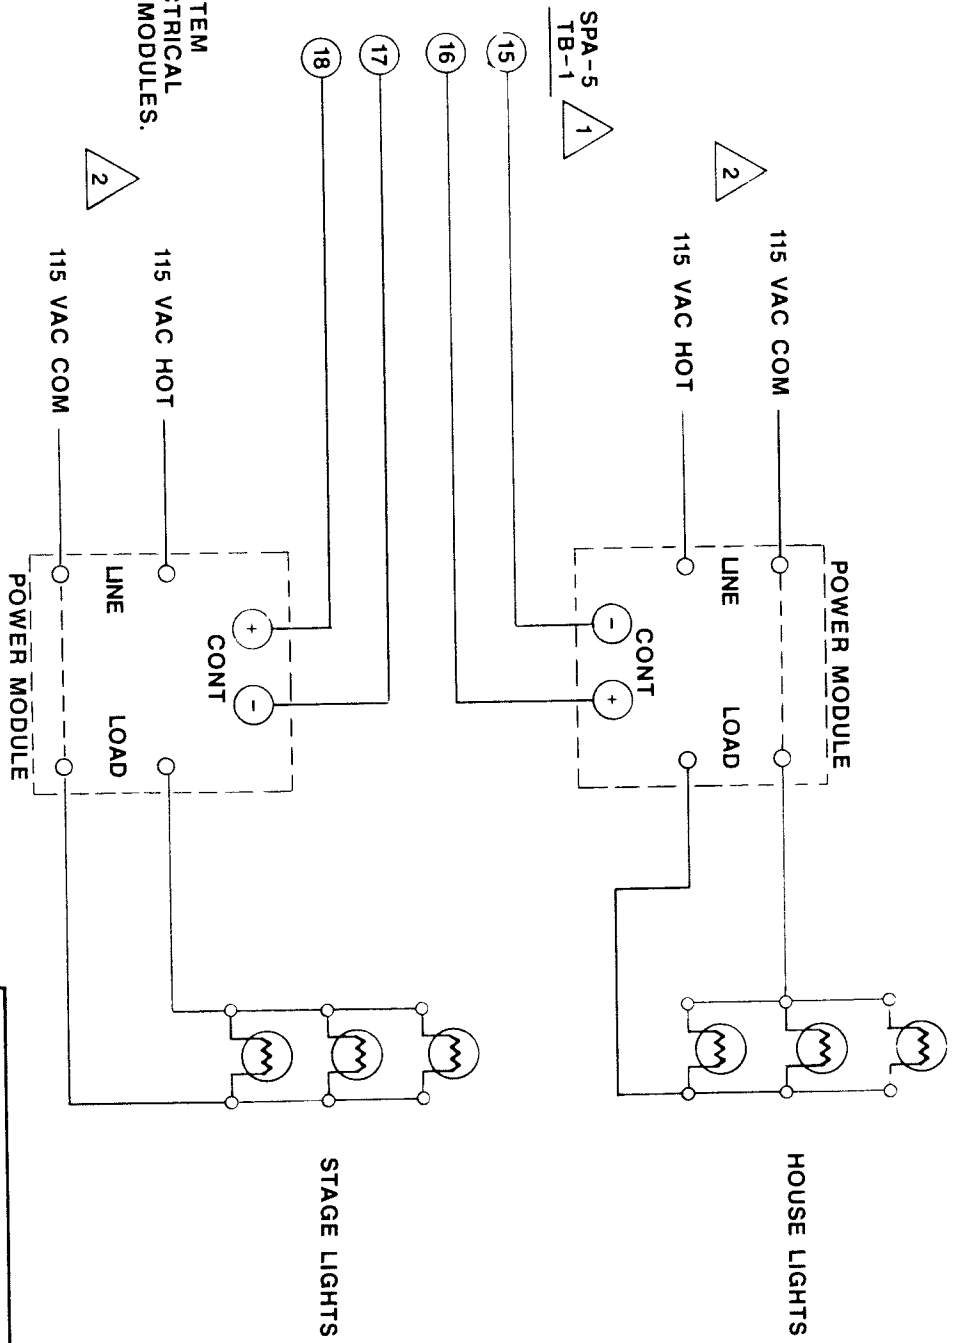 POWER MODULE
HOUSE LIGHTS
115 VAC COM
2
LINE
LOAD
115 VAC HOT
CONT
- +
SPA-5
TB-1
1
15
16
17
18
STAGE LIGHTS
+ -
CONT
TEM
CTRICAL
MODULES.
115 VAC HOT
2
LINE
LOAD
115 VAC COM
POWER MODULE